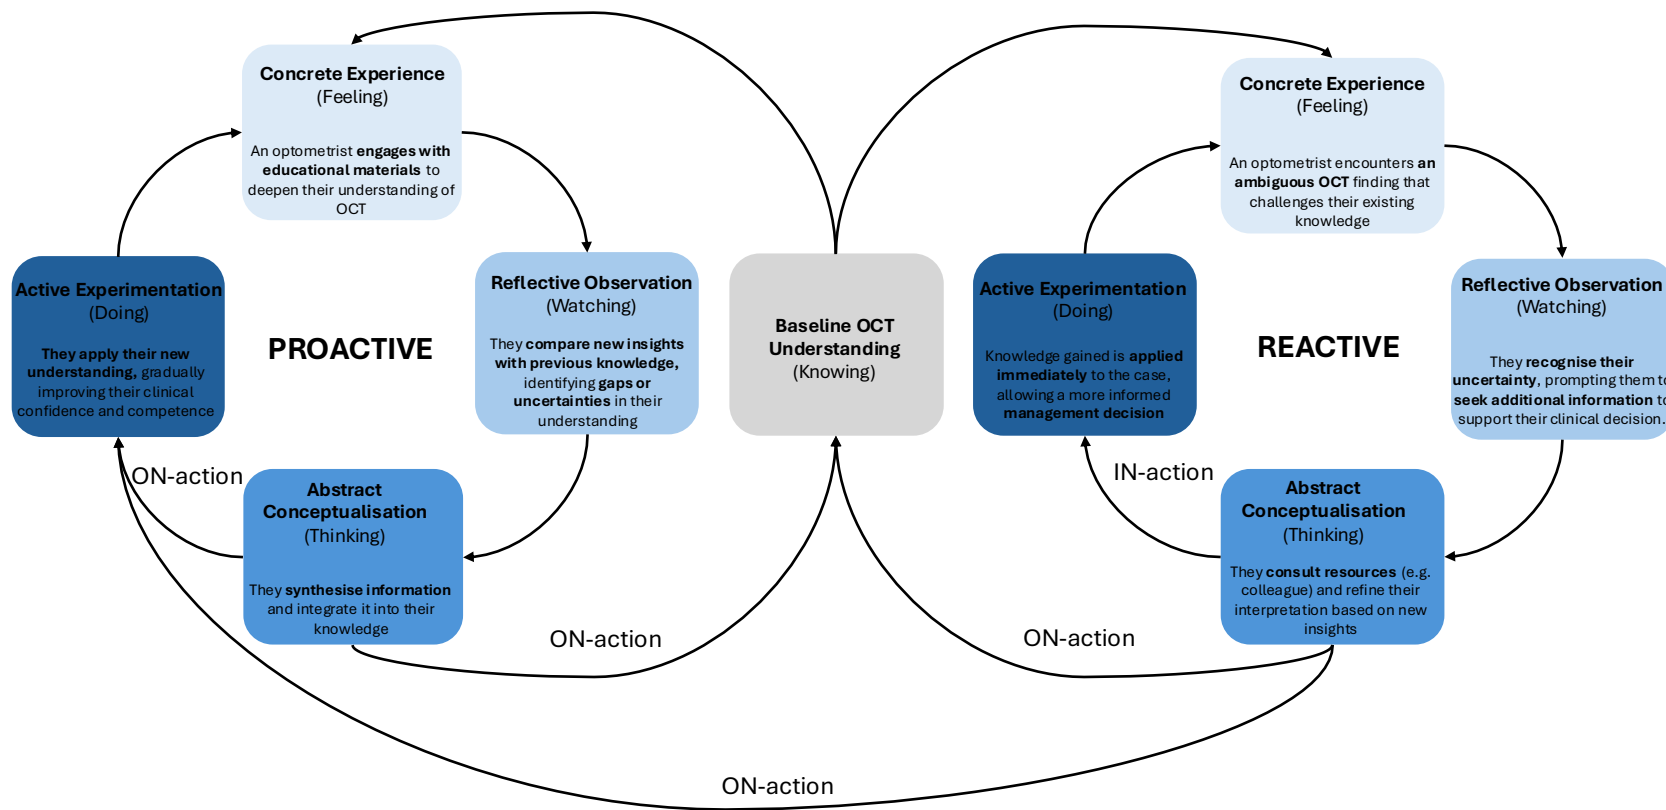 Concrete Experience
(Feeling)
An optometrist engages with
educational materials to
deepen their understanding of
OCT
Active Experimentation
(Doing)
They apply their new
understanding, gradually
improving their clinical
confidence and competence
PROACTIVE
Reflective Observation
(Watching)
They compare new insights
with previous knowledge,
identifying gaps or
uncertainties in their
understanding
ON-action
Abstract
Conceptualisation
(Thinking)
They synthesise information
and integrate it into their
knowledge
ON-action
Baseline OCT
Understanding
(Knowing)
Concrete Experience
(Feeling)
An optometrist encounters an
ambiguous OCT finding that
challenges their existing
knowledge
Active Experimentation
(Doing)
Knowledge gained is applied
immediately to the case,
allowing a more informed
management decision
REACTIVE
Reflective Observation
(Watching)
They recognise their
uncertainty, prompting them to
seek additional information to
support their clinical decision.
IN-action
Abstract
Conceptualisation
(Thinking)
They consult resources (e.g.
colleague) and refine their
interpretation based on new
insights
ON-action
ON-action